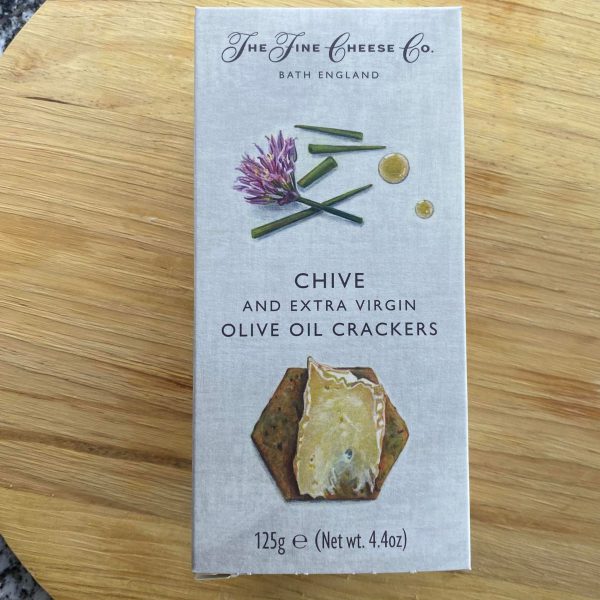 The Fine Cheese Co.
BATH ENGLAND
CHIVE
AND EXTRA VIRGIN
OLIVE OIL CRACKERS
125g ℮ (Net wt. 4.4oz)